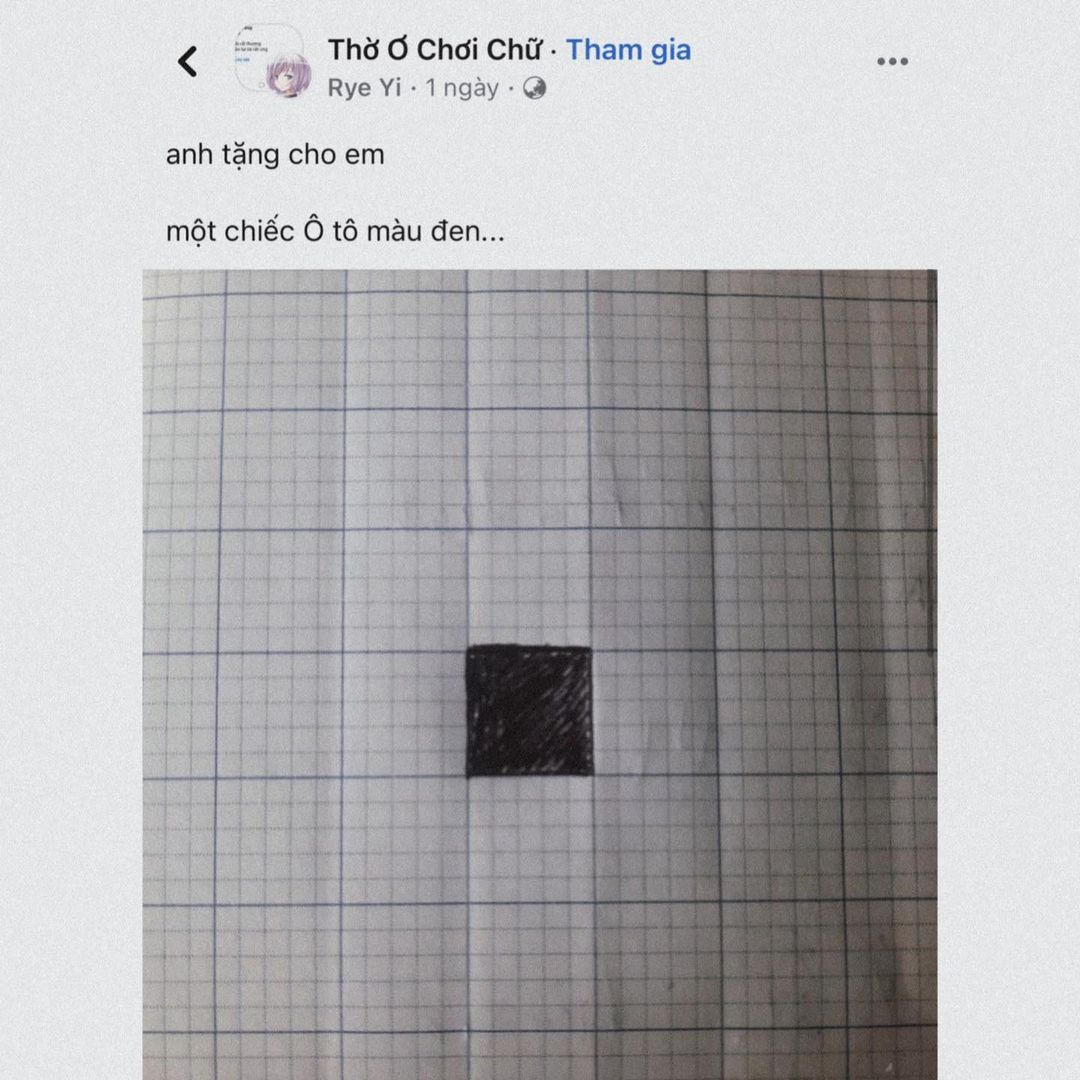 Thờ Ơ Chơi Chữ · Tham gia
Rye Yi · 1 ngày ·
anh tặng cho em
một chiếc Ô tô màu đen...